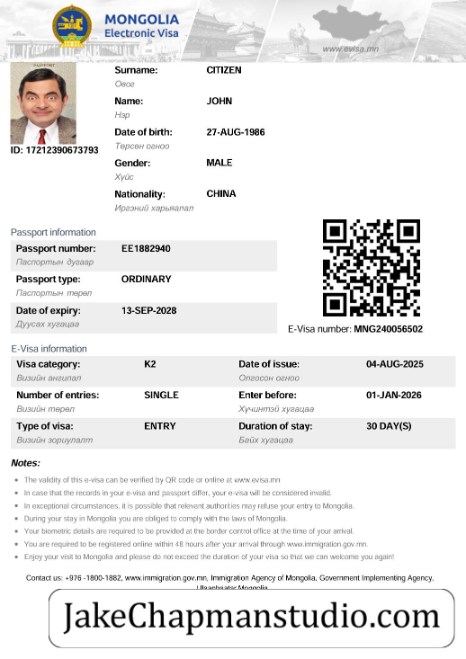 MONGOLIA
Electronic Visa
www.evisa.mn
Surname: CITIZEN
Овог
Name: JOHN
Нэр
ID: 17212390673793
Date of birth: 27-AUG-1986
Төрсөн огноо
Gender: MALE
Хүйс
Nationality: CHINA
Иргэний харьяалал
Passport information
Passport number: EE1882940
Паспортын дугаар
Passport type: ORDINARY
Паспортын төрөл
Date of expiry: 13-SEP-2028
Дуусах хугацаа
E-Visa number: MNG240056502
E-Visa information
Visa category: K2 Date of issue: 04-AUG-2025
Визийн ангилал Олгосон огноо
Number of entries: SINGLE Enter before: 01-JAN-2026
Визийн төрөл Хүчинтэй хугацаа
Type of visa: ENTRY Duration of stay: 30 DAY(S)
Визийн зориулалт Байх хугацаа
Notes:
The validity of this e-visa can be verified by QR code or online at www.evisa.mn
In case that the records in your e-visa and passport differ, your e-visa will be considered invalid.
In exceptional circumstances, it is possible that relevant authorities may refuse your entry to Mongolia.
During your stay in Mongolia you are obliged to comply with the laws of Mongolia.
Your biometric details are required to be provided at the border control office at the time of your arrival.
You are required to be registered online within 48 hours after your arrival through www.immigration.gov.mn.
Enjoy your visit to Mongolia and please do not exceed the duration of your visa so that we can welcome you again!
Contact us: +976 -1800-1882, www.immigration.gov.mn, Immigration Agency of Mongolia, Government Implementing Agency,
JakeChapmanstudio.com